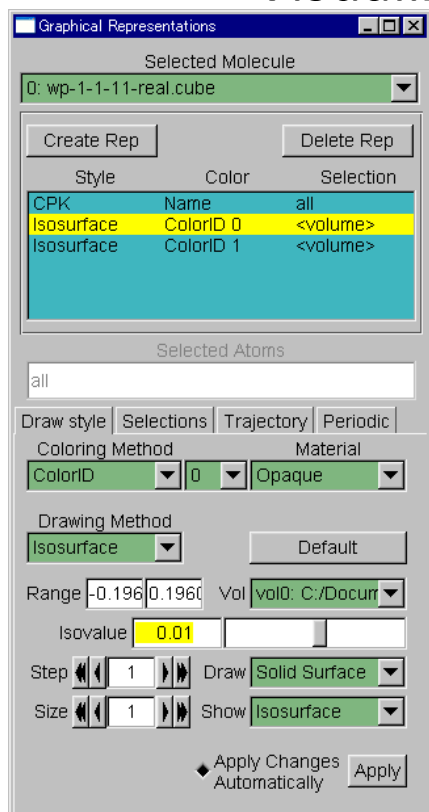 Graphical Representations
Selected Molecule
0: wp-1-1-11-real.cube
Create Rep Delete Rep
Style Color Selection
CPK Name all
Isosurface ColorID 0 <volume>
Isosurface ColorID 1 <volume>
Selected Atoms
all
Draw style Selections Trajectory Periodic
Coloring Method Material
ColorID 0 Opaque
Drawing Method
Isosurface Default
Range -0.196 0.196 Vol vol0: C:/Docum
Isovalue 0.01
Step 1 Draw Solid Surface
Size 1 Show Isosurface
Apply Changes
Automatically Apply